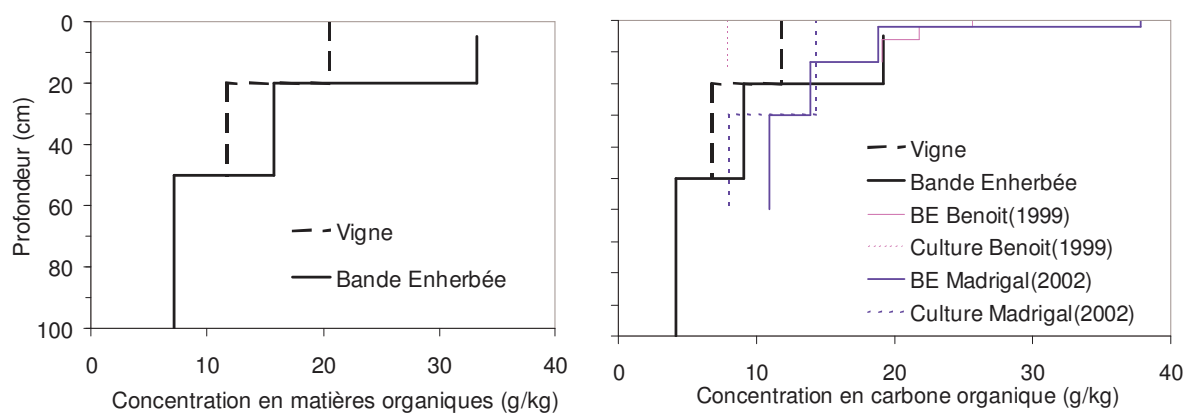 Profondeur (cm)
0
20
40
60
80
100
0 10 20 30 40
Concentration en matières organiques (g/kg)
Vigne
Bande Enherbée
Vigne
Bande Enherbée
BE Benoit(1999)
Culture Benoit(1999)
BE Madrigal(2002)
Culture Madrigal(2002)
0 10 20 30 40
Concentration en carbone organique (g/kg)